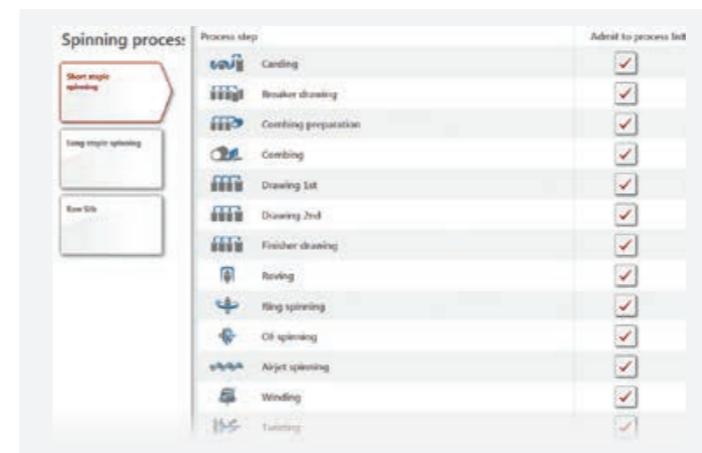 Spinning process
Process step
Admit to process list
Short staple
spinning
Long staple spinning
Raw Silk
Carding
Breaker drawing
Combing preparation
Combing
Drawing 1st
Drawing 2nd
Finisher drawing
Roving
Ring spinning
OE spinning
Airjet spinning
Winding
Twisting